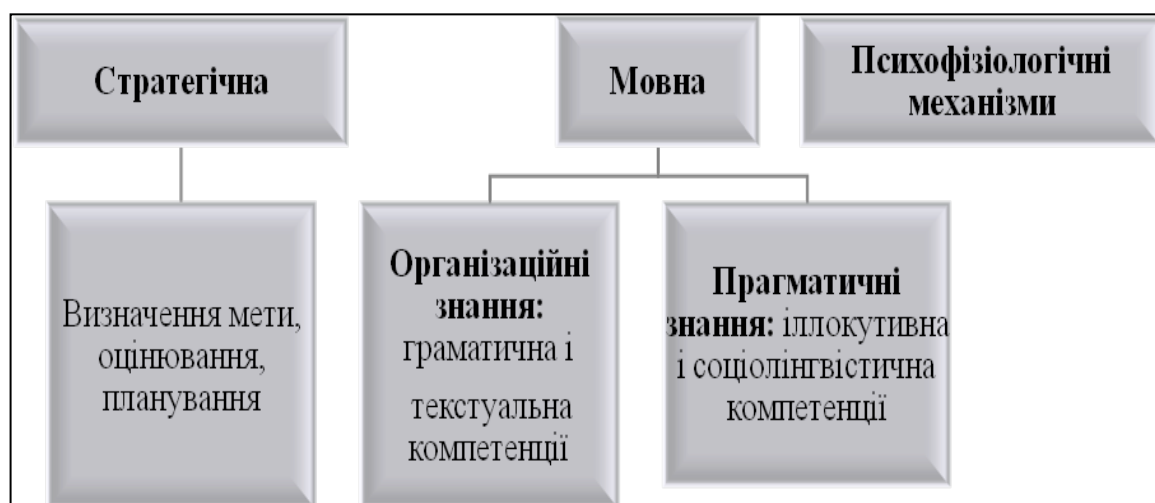 Стратегічна
Мовна
Психофізіологічні
механізми
Визначення мети,
оцінювання,
планування
Організаційні
знання:
граматична і
текстуальна
компетенції
Прагматичні
знання: іллокутивна
і соціолінгвістична
компетенції